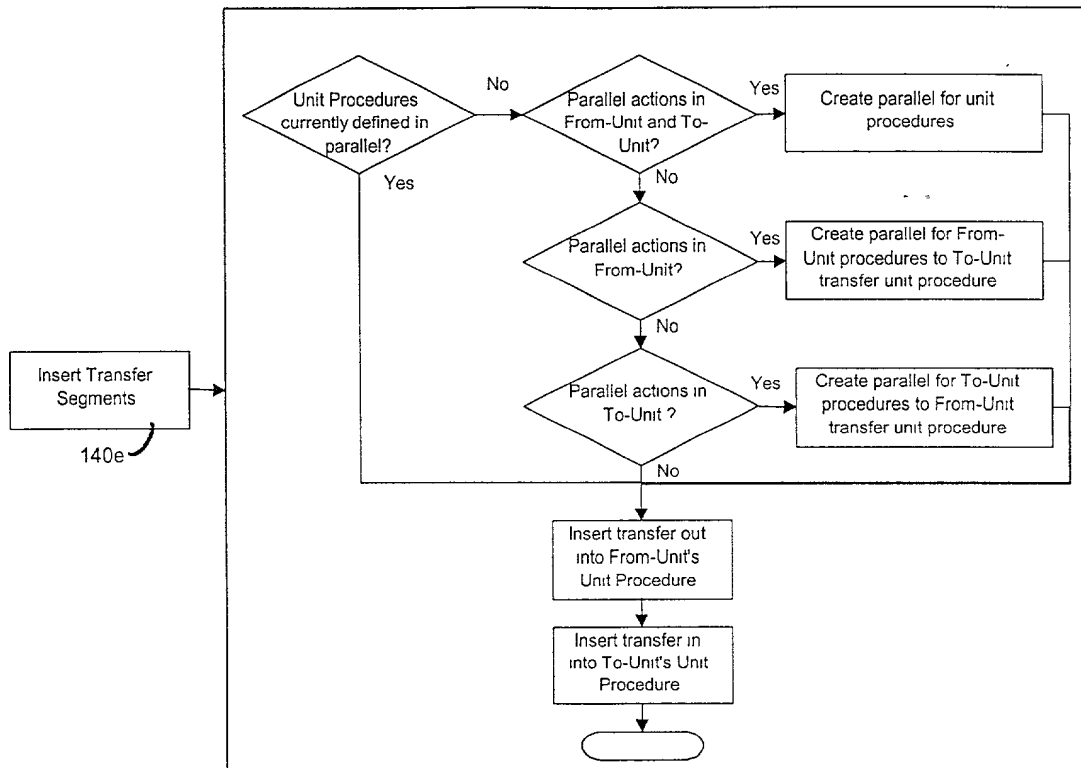 Unit Procedures
currently defined in
parallel?
No
Yes
Parallel actions in
From-Unit and To-
Unit?
Yes
No
Create parallel for unit
procedures
Parallel actions in
From-Unit?
Yes
No
Create parallel for From-
Unit procedures to To-Unit
transfer unit procedure
Insert Transfer
Segments
140e
Parallel actions in
To-Unit ?
Yes
No
Create parallel for To-Unit
procedures to From-Unit
transfer unit procedure
Insert transfer out
into From-Unit's
Unit Procedure
Insert transfer in
into To-Unit's Unit
Procedure